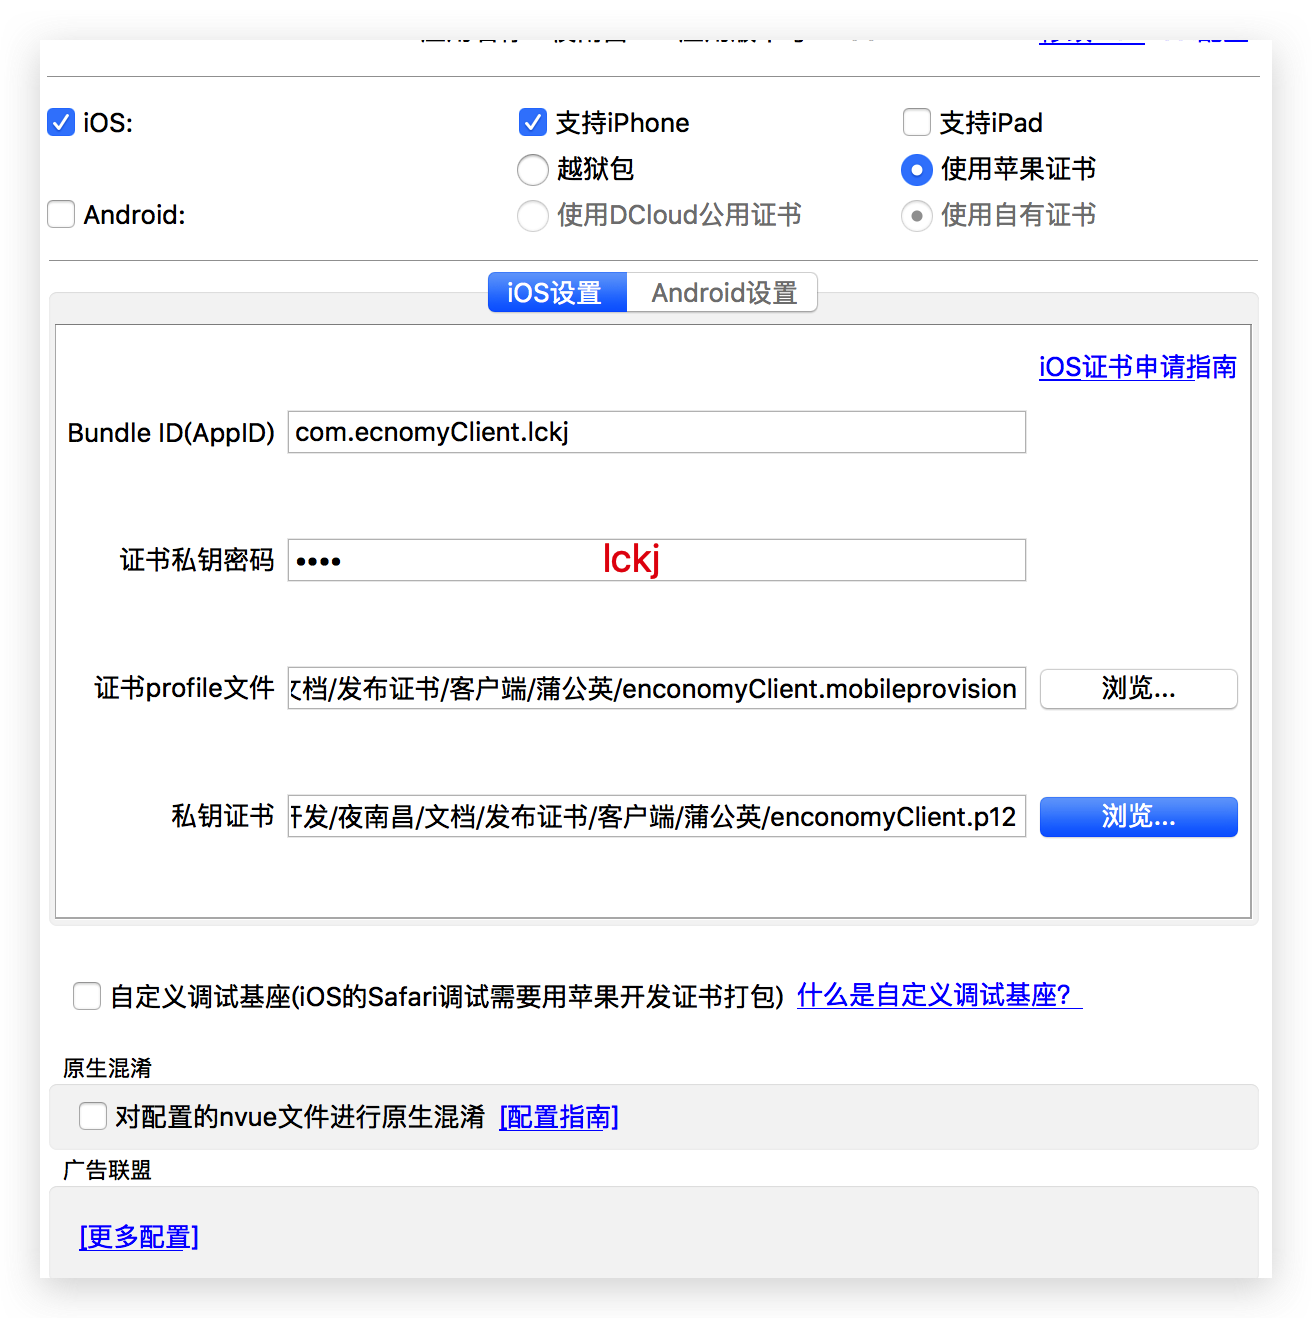 iOS:
支持iPhone
支持iPad
越狱包
使用苹果证书
Android:
使用DCloud公用证书
使用自有证书
iOS设置
Android设置
iOS证书申请指南
Bundle ID(AppID)
com.ecnomyClient.lckj
证书私钥密码
••••
lckj
证书profile文件
文档/发布证书/客户端/蒲公英/enconomyClient.mobileprovision
浏览...
私钥证书
开发/夜南昌/文档/发布证书/客户端/蒲公英/enconomyClient.p12
浏览...
自定义调试基座(iOS的Safari调试需要用苹果开发证书打包)
什么是自定义调试基座?
原生混淆
对配置的nvue文件进行原生混淆
[配置指南]
广告联盟
[更多配置]